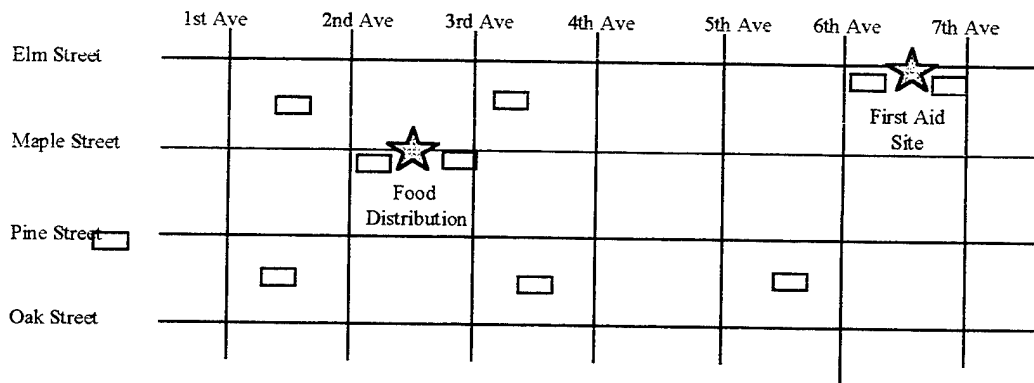 1st Ave
2nd Ave
3rd Ave
4th Ave
5th Ave
6th Ave
7th Ave
Elm Street
First Aid
Site
Maple Street
Food
Distribution
Pine Street
Oak Street